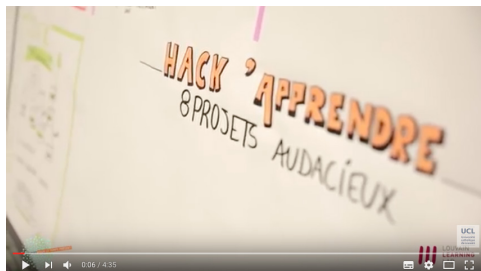 HACK 'APPRENDRE
8 PROJETS AUDACIEUX
UCL
LOUVAIN
LEARNING
0:06 / 4:35